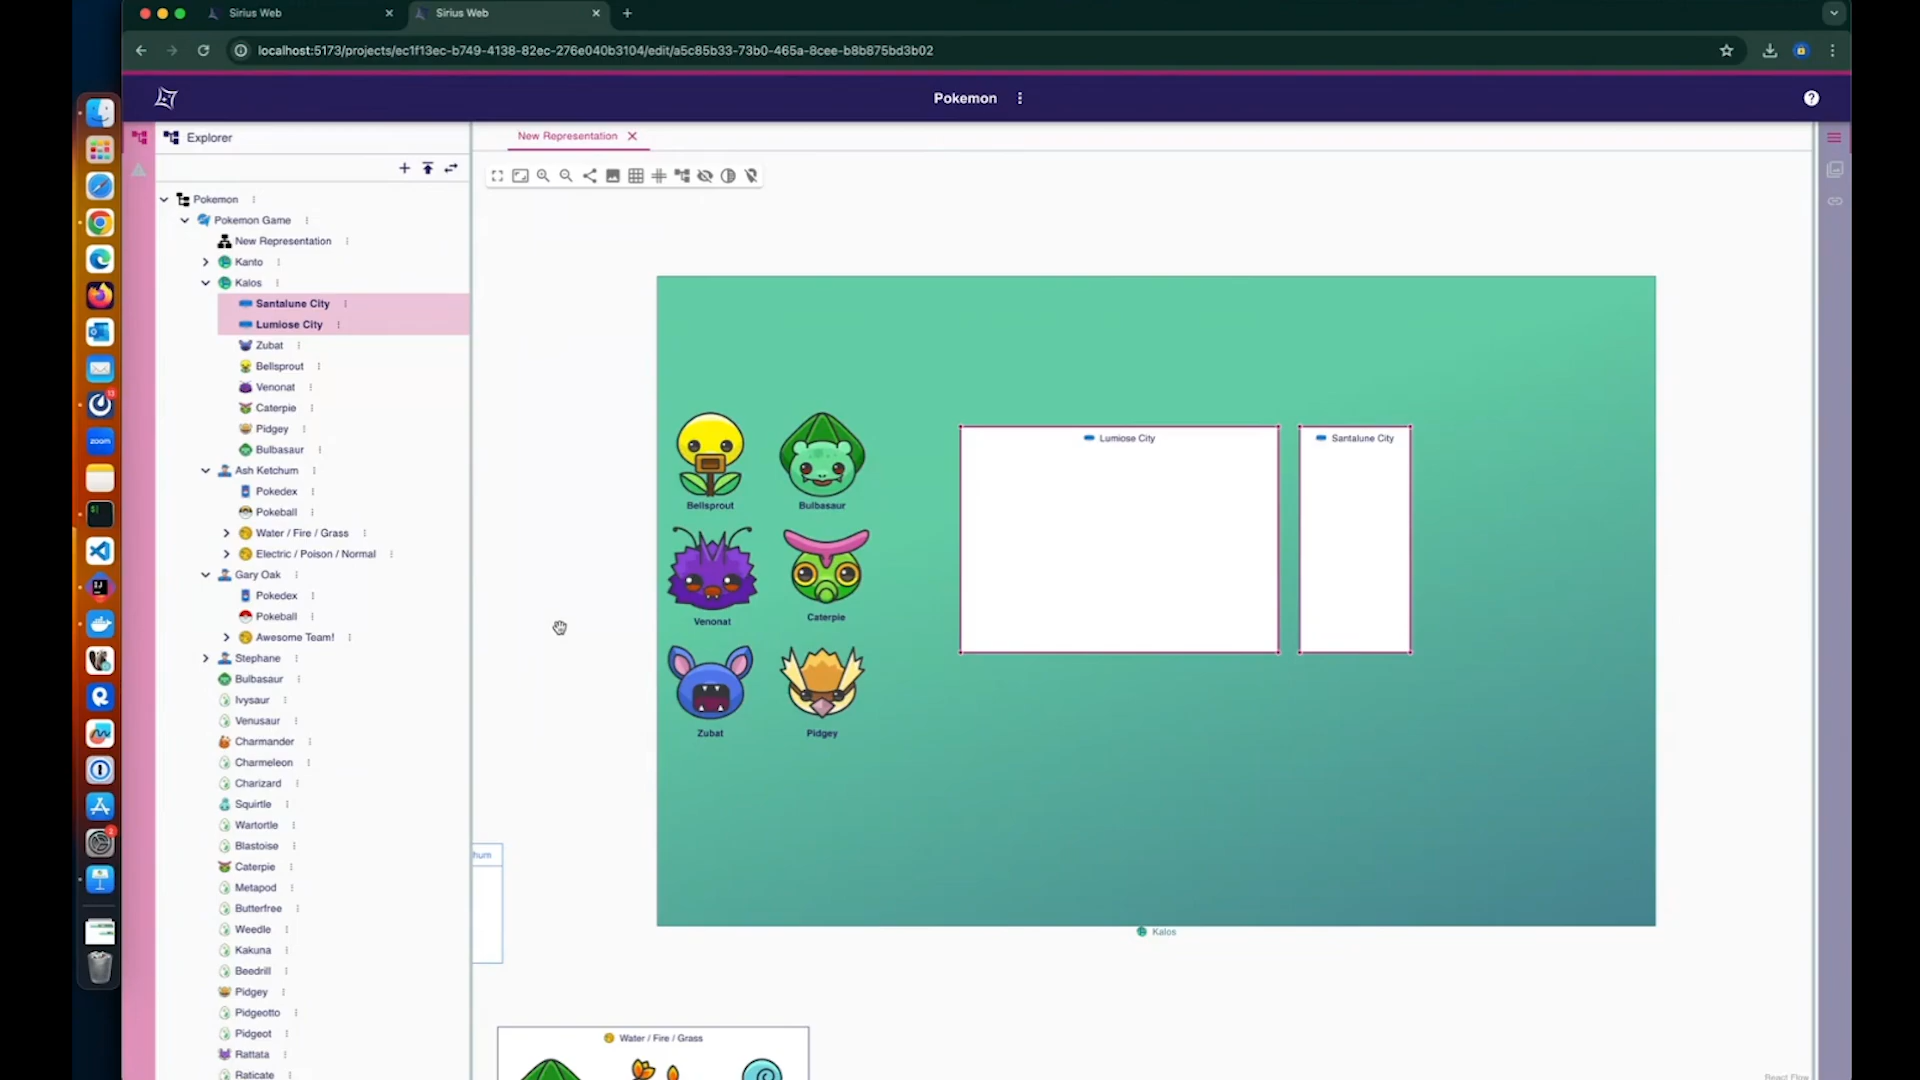 Sirius Web
Sirius Web
localhost:5173/projects/ec1f13ec-b749-4138-82ec-276e040b3104/edit/a5c85b33-73b0-465a-8cee-b8b875bd3b02
Pokemon
Explorer
New Representation
Pokemon
Pokemon Game
New Representation
Kanto
Kalos
Santalune City
Lumiose City
Zubat
Bellsprout
Venonat
Caterpie
Pidgey
Bulbasaur
Ash Ketchum
Pokedex
Pokeball
Water / Fire / Grass
Electric / Poison / Normal
Gary Oak
Pokedex
Pokeball
Awesome Team!
Stephane
Bulbasaur
Ivysaur
Venusaur
Charmander
Charmeleon
Charizard
Squirtle
Wartortle
Blastoise
Caterpie
Metapod
Butterfree
Weedle
Kakuna
Beedrill
Pidgey
Pidgeotto
Pidgeot
Rattata
Raticate
Lumiose City
Santalune City
Bellsprout
Bulbasaur
Venonat
Caterpie
Zubat
Pidgey
Kalos
hum
Water / Fire / Grass
React Flow
zoom